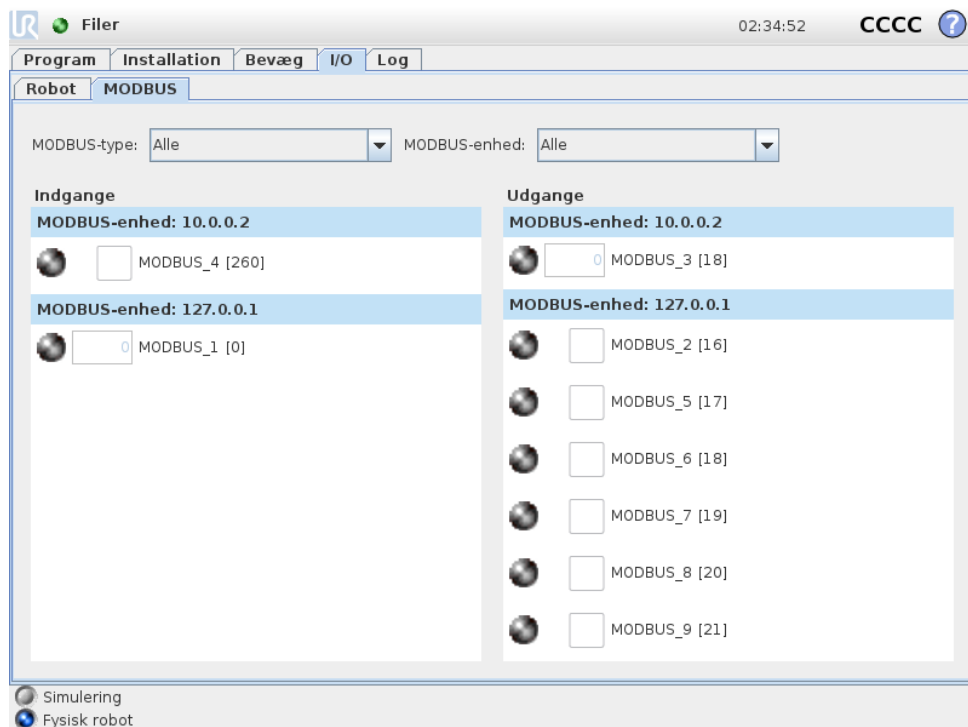 UR Filer 02:34:52 CCCC ?
Program Installation Bevæg I/O Log
Robot MODBUS
MODBUS-type: Alle MODBUS-enhed: Alle
Indgange
MODBUS-enhed: 10.0.0.2
MODBUS_4 [260]
MODBUS-enhed: 127.0.0.1
0 MODBUS_1 [0]
Udgange
MODBUS-enhed: 10.0.0.2
0 MODBUS_3 [18]
MODBUS-enhed: 127.0.0.1
MODBUS_2 [16]
MODBUS_5 [17]
MODBUS_6 [18]
MODBUS_7 [19]
MODBUS_8 [20]
MODBUS_9 [21]
Simulering
Fysisk robot